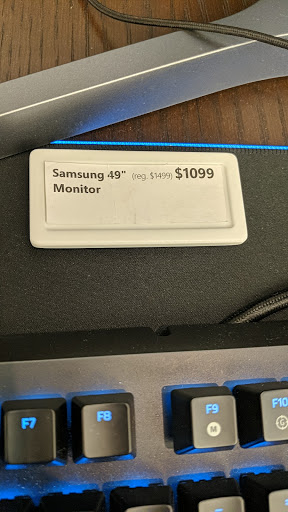 Samsung 49" (reg. $1499) $1099
Monitor
F7 F8 F9 F10
M G